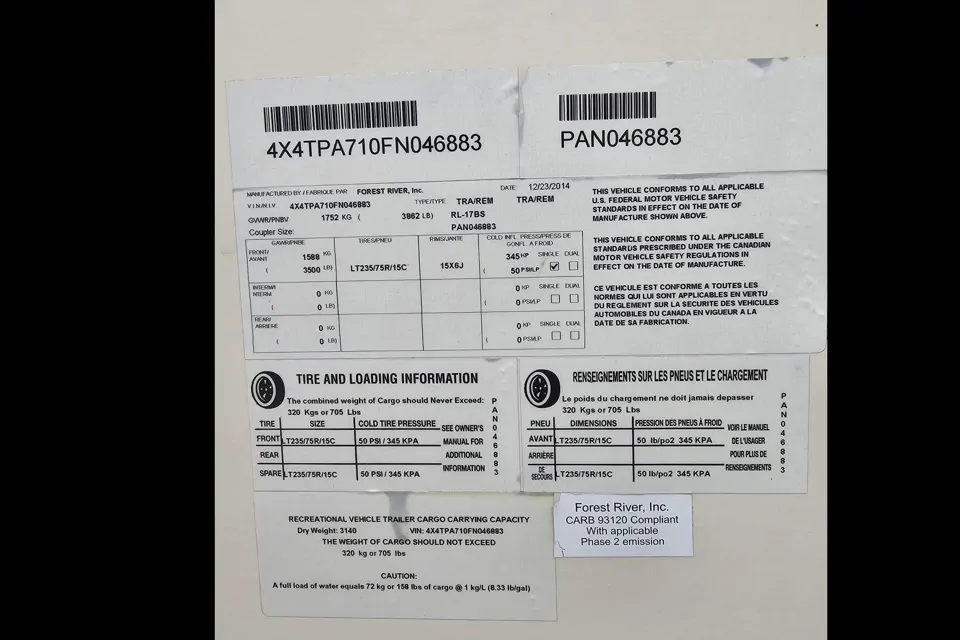 4X4TPA710FN046883
PAN046883
MANUFACTURED BY / FABRIQUE PAR FOREST RIVER, Inc. DATE 12/23/2014
V.I.N./N.I.V 4X4TPA710FN046883 TYPE/TYPE TRA/REM TRA/REM
GVWR/PNBV 1752 KG ( 3862 LB) RL-17BS
Coupler Size: PAN046883
GAWR/PNBE TIRES/PNEU RIMS/JANTE COLD INFL. PRESS/PRESS DE GONFL. A FROID
FRONT/ AVANT 1588 KG 345 KP SINGLE DUAL
( 3500 LB) LT235/75R/15C 15X6J ( 50 PSI/LP
INTERM/ INTERM 0 KG 0 KP SINGLE DUAL
( 0 LB) ( 0 PSI/LP
REAR/ ARRIERE 0 KG 0 KP SINGLE DUAL
( 0 LB) ( 0 PSI/LP
THIS VEHICLE CONFORMS TO ALL APPLICABLE
U.S. FEDERAL MOTOR VEHICLE SAFETY
STANDARDS IN EFFECT ON THE DATE OF
MANUFACTURE SHOWN ABOVE.
THIS VEHICLE CONFORMS TO ALL APPLICABLE
STANDARDS PRESCRIBED UNDER THE CANADIAN
MOTOR VEHICLE SAFETY REGULATIONS IN
EFFECT ON THE DATE OF MANUFACTURE.
CE VEHICULE EST CONFORME A TOUTES LES
NORMES QUI LUI SONT APPLICABLES EN VERTU
DU REGLEMENT SUR LA SECURITE DES VEHICULES
AUTOMOBILES DU CANADA EN VIGUEUR A LA
DATE DE SA FABRICATION.
TIRE AND LOADING INFORMATION
The combined weight of Cargo should Never Exceed:
320 Kgs or 705 Lbs
TIRE SIZE COLD TIRE PRESSURE
FRONT LT235/75R/15C 50 PSI / 345 KPA
REAR
SPARE LT235/75R/15C 50 PSI / 345 KPA
SEE OWNER'S
MANUAL FOR
ADDITIONAL
INFORMATION
PAN046883
RENSEIGNEMENTS SUR LES PNEUS ET LE CHARGEMENT
Le poids du chargement ne doit jamais depasser
320 Kgs or 705 Lbs
PNEU DIMENSIONS PRESSION DES PNEUS À FROID
AVANT LT235/75R/15C 50 lb/po2 345 KPA
ARRIÈRE
DE SECOURS LT235/75R/15C 50 lb/po2 345 KPA
VOIR LE MANUEL
DE L'USAGER
POUR PLUS DE
RENSEIGNEMENTS
PAN046883
RECREATIONAL VEHICLE TRAILER CARGO CARRYING CAPACITY
Dry Weight: 3140 VIN: 4X4TPA710FN046883
THE WEIGHT OF CARGO SHOULD NOT EXCEED
320 kg or 705 lbs
CAUTION:
A full load of water equals 72 kg or 158 lbs of cargo @ 1 kg/L (8.33 lb/gal)
Forest River, Inc.
CARB 93120 Compliant
With applicable
Phase 2 emission